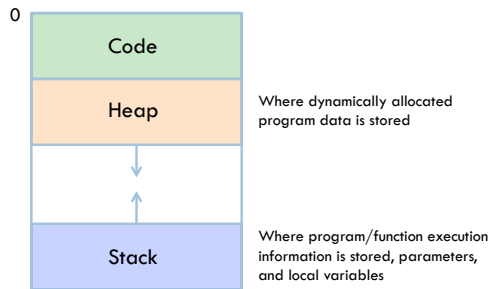 0
Code
Heap
Where dynamically allocated
program data is stored
Stack
Where program/function execution
information is stored, parameters,
and local variables